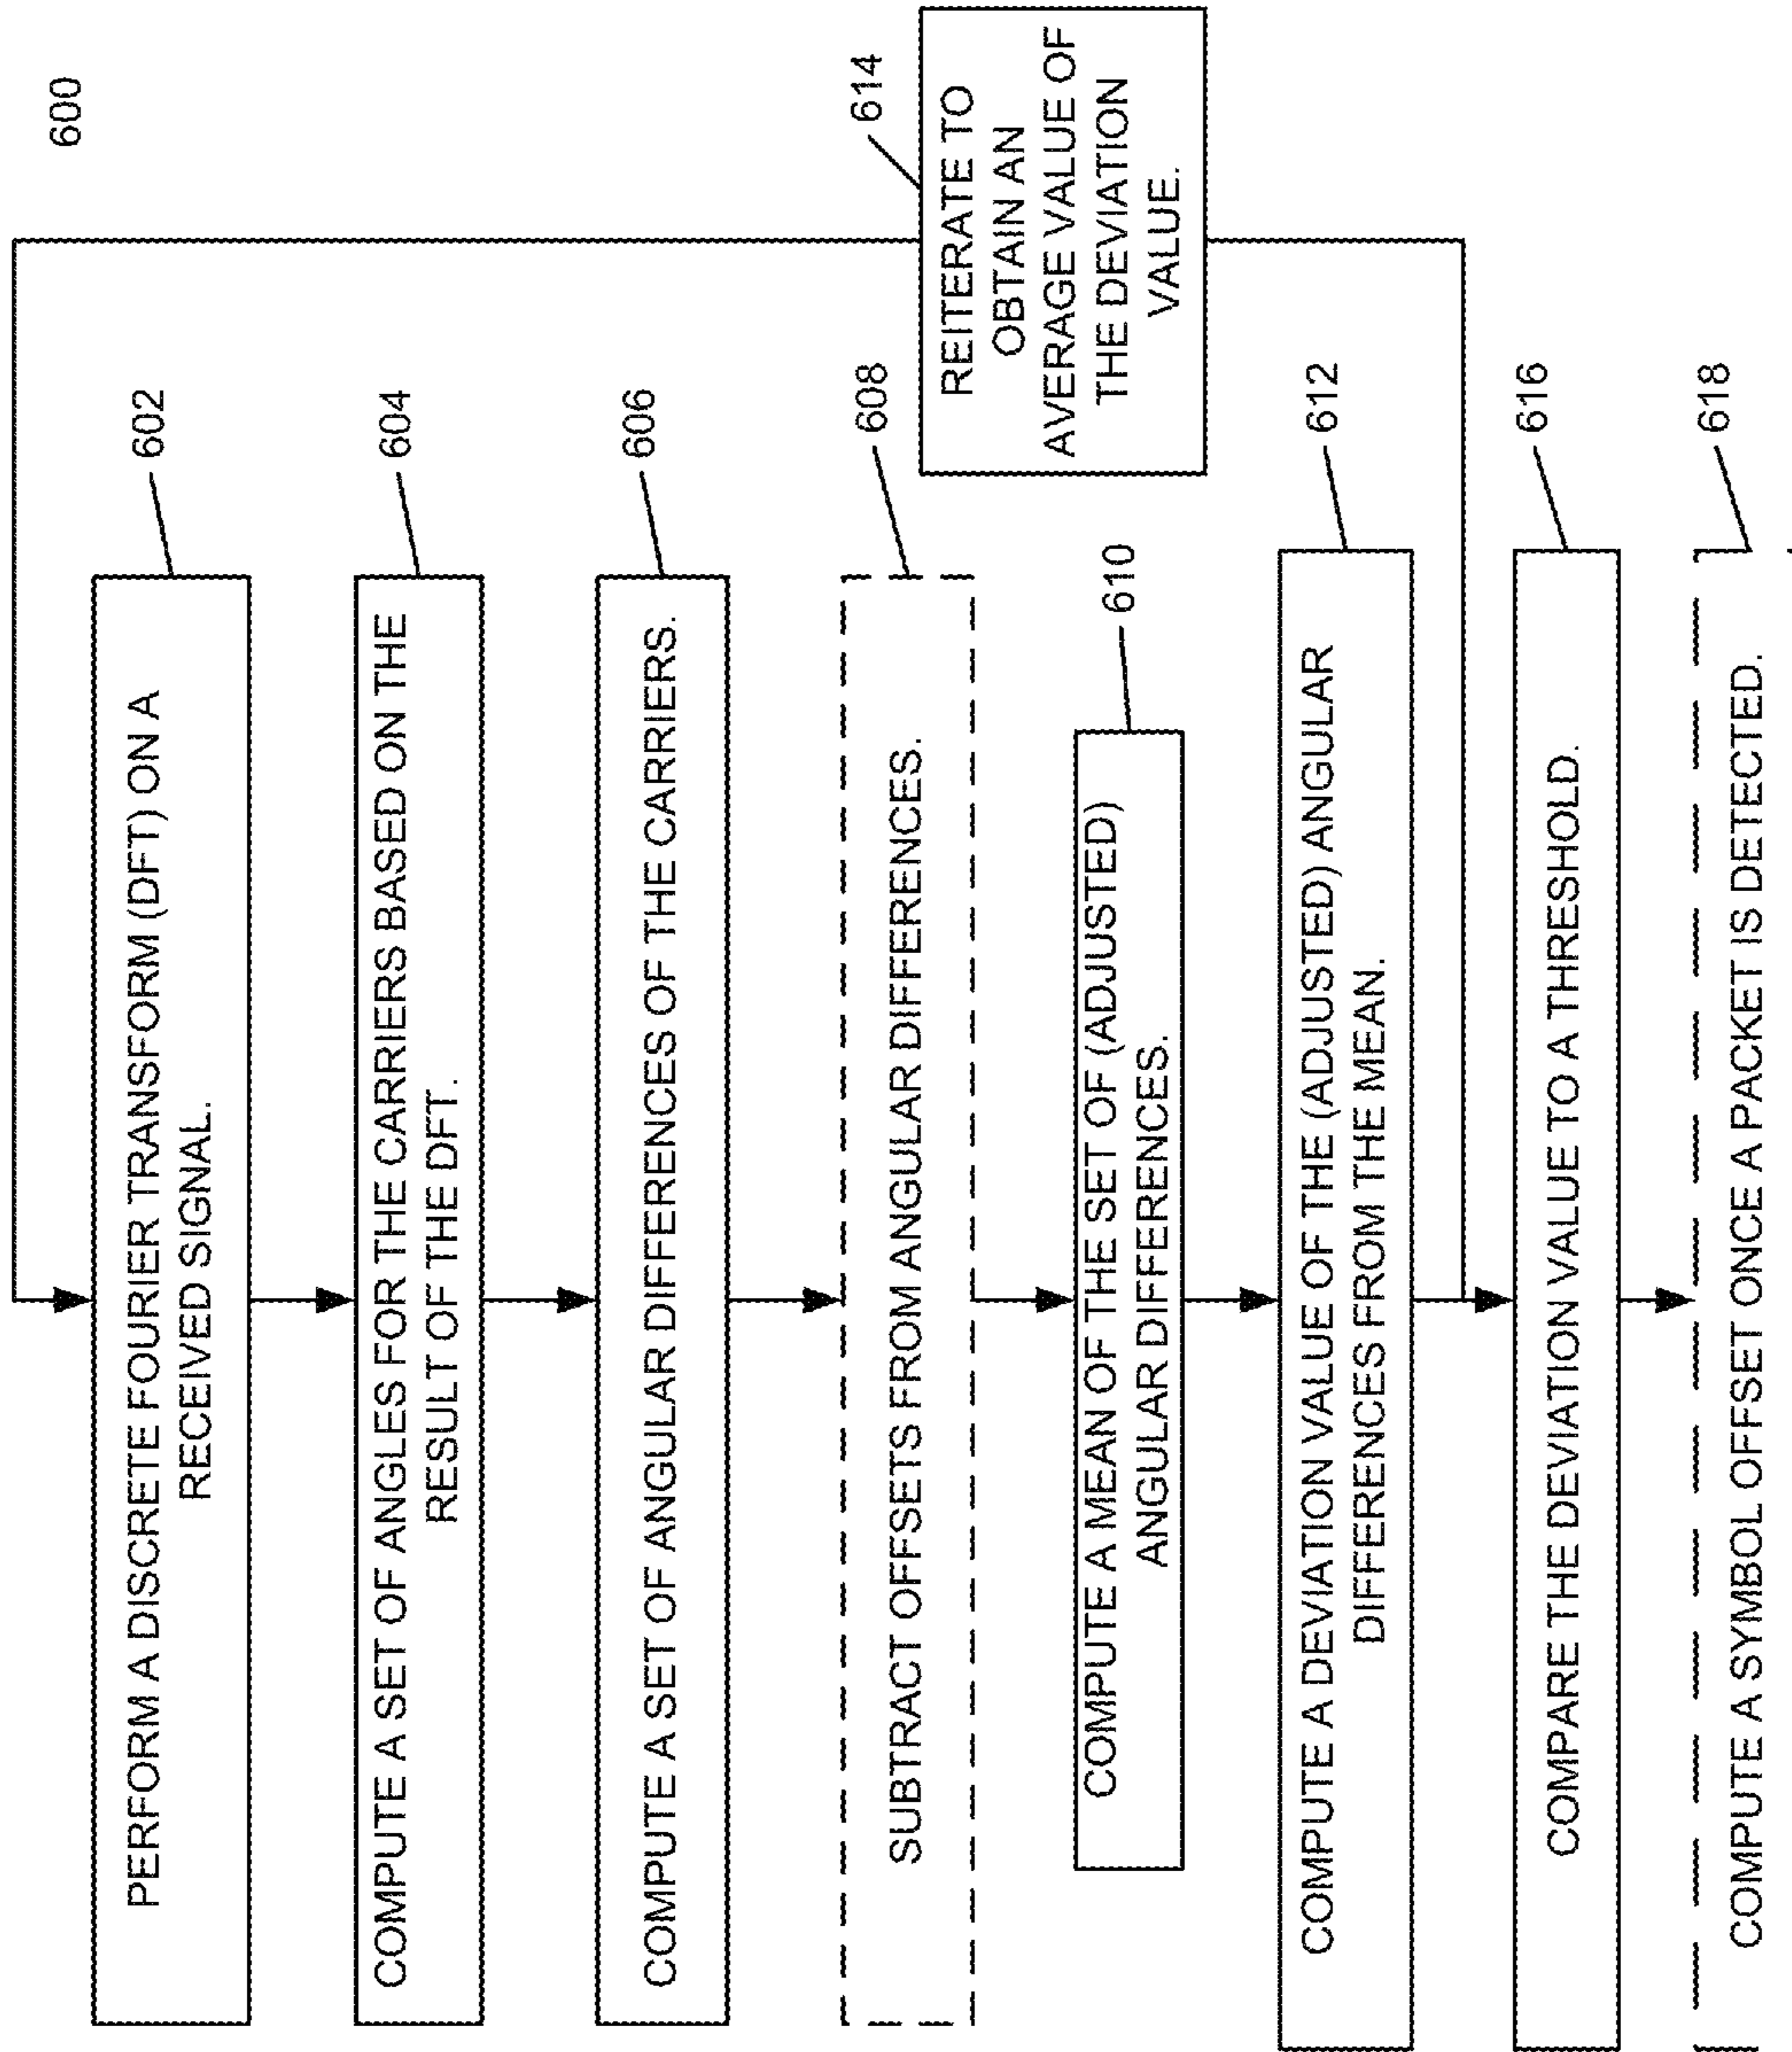 600
PERFORM A DISCRETE FOURIER TRANSFORM (DFT) ON A
RECEIVED SIGNAL.
602
COMPUTE A SET OF ANGLES FOR THE CARRIERS BASED ON THE
RESULT OF THE DFT.
604
COMPUTE A SET OF ANGULAR DIFFERENCES OF THE CARRIERS.
606
SUBTRACT OFFSETS FROM ANGULAR DIFFERENCES.
608
COMPUTE A MEAN OF THE SET OF (ADJUSTED)
ANGULAR DIFFERENCES.
610
COMPUTE A DEVIATION VALUE OF THE (ADJUSTED) ANGULAR
DIFFERENCES FROM THE MEAN.
612
REITERATE TO
OBTAIN AN
AVERAGE VALUE OF
THE DEVIATION
VALUE.
614
COMPARE THE DEVIATION VALUE TO A THRESHOLD.
616
COMPUTE A SYMBOL OFFSET ONCE A PACKET IS DETECTED.
618